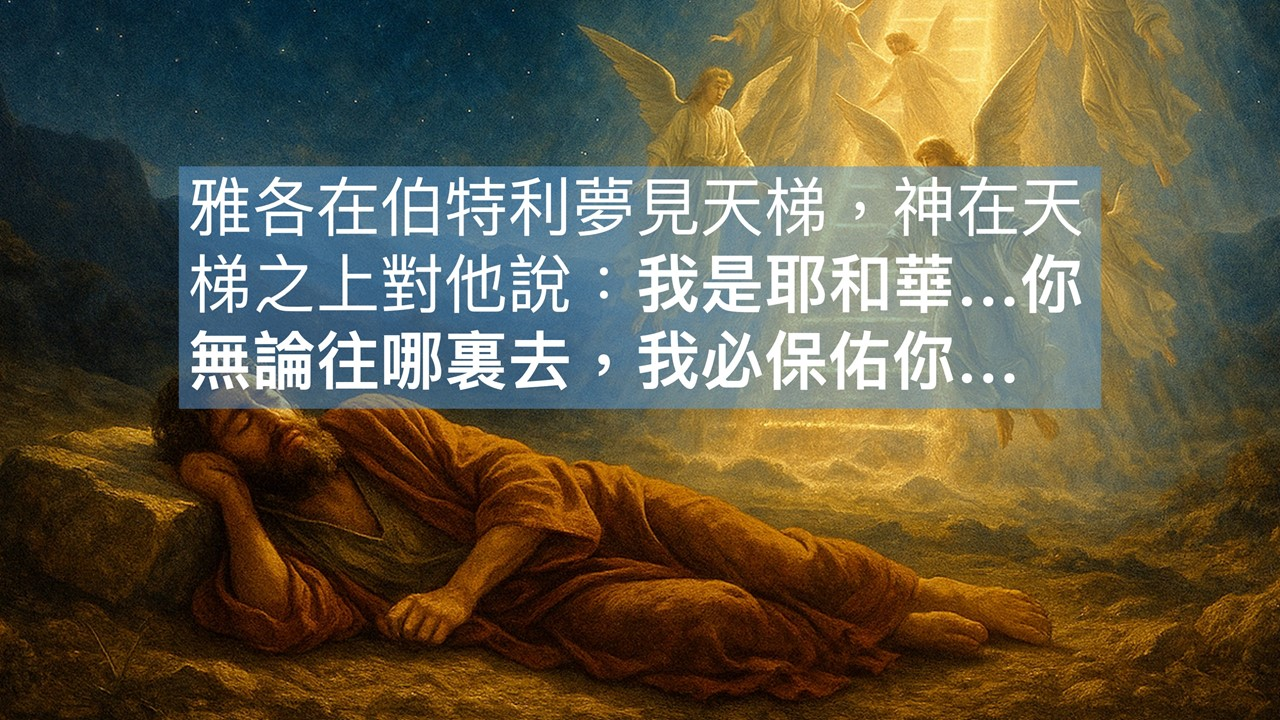 雅各在伯特利夢見天梯，神在天
梯之上對他說：我是耶和華...你
無論往哪裏去，我必保佑你...